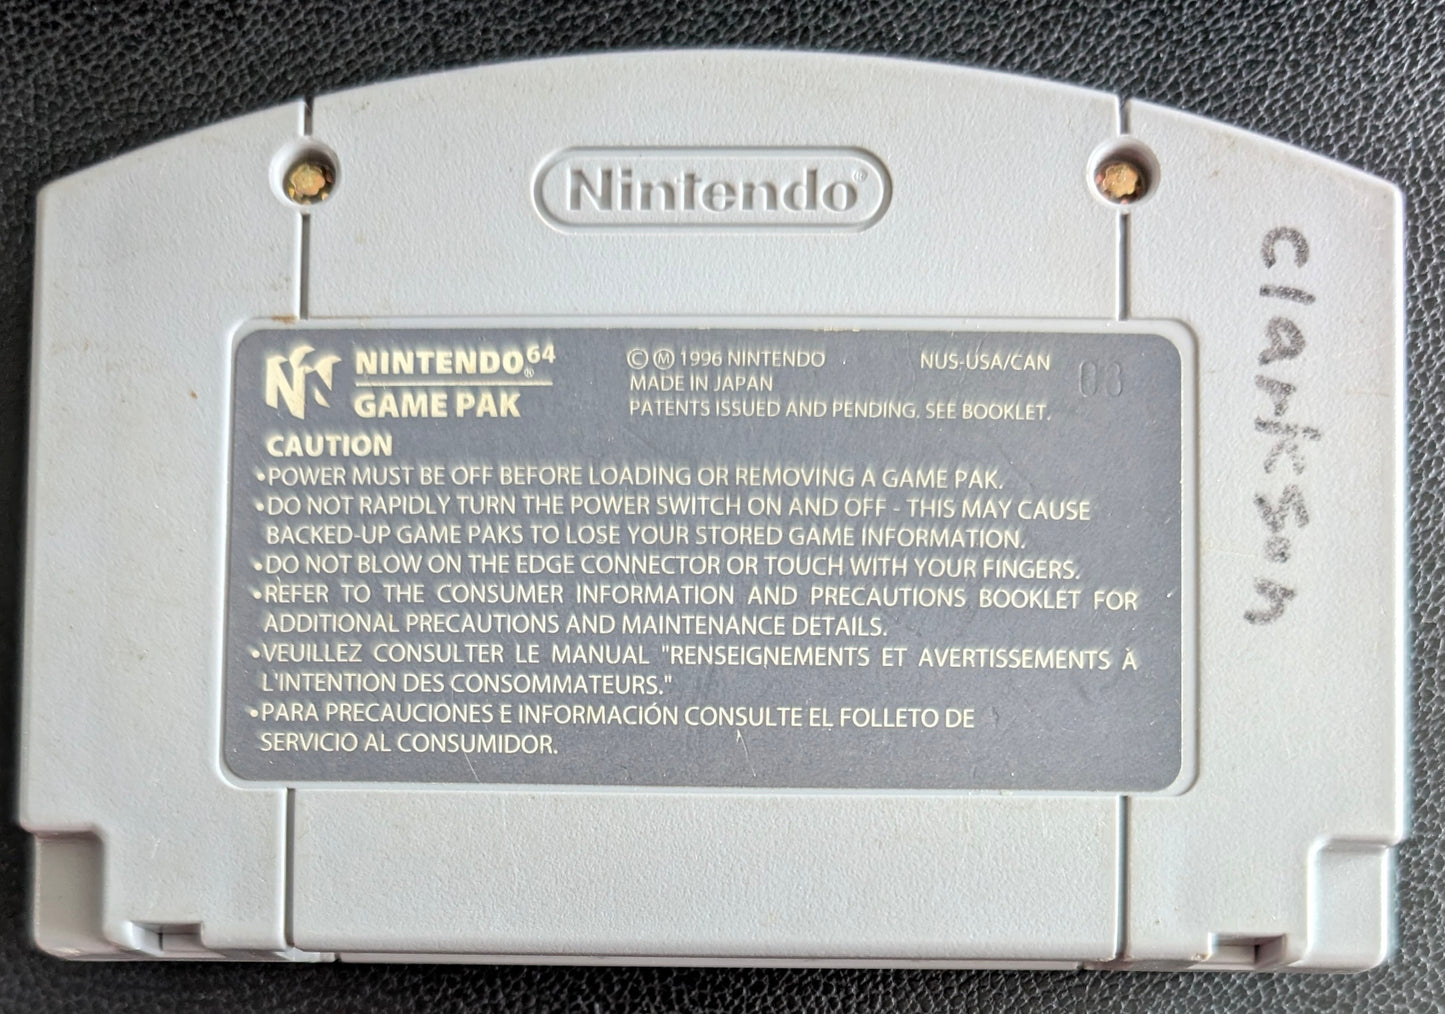 Nintendo®
NINTENDO®64
GAME PAK
Ⓒ Ⓜ 1996 NINTENDO NUS-USA/CAN 03
MADE IN JAPAN
PATENTS ISSUED AND PENDING. SEE BOOKLET.
CAUTION
•POWER MUST BE OFF BEFORE LOADING OR REMOVING A GAME PAK.
•DO NOT RAPIDLY TURN THE POWER SWITCH ON AND OFF - THIS MAY CAUSE
BACKED-UP GAME PAKS TO LOSE YOUR STORED GAME INFORMATION.
•DO NOT BLOW ON THE EDGE CONNECTOR OR TOUCH WITH YOUR FINGERS.
•REFER TO THE CONSUMER INFORMATION AND PRECAUTIONS BOOKLET FOR
ADDITIONAL PRECAUTIONS AND MAINTENANCE DETAILS.
•VEUILLEZ CONSULTER LE MANUAL "RENSEIGNEMENTS ET AVERTISSEMENTS À
L'INTENTION DES CONSOMMATEURS."
•PARA PRECAUCIONES E INFORMACIÓN CONSULTE EL FOLLETO DE
SERVICIO AL CONSUMIDOR.
clarkson